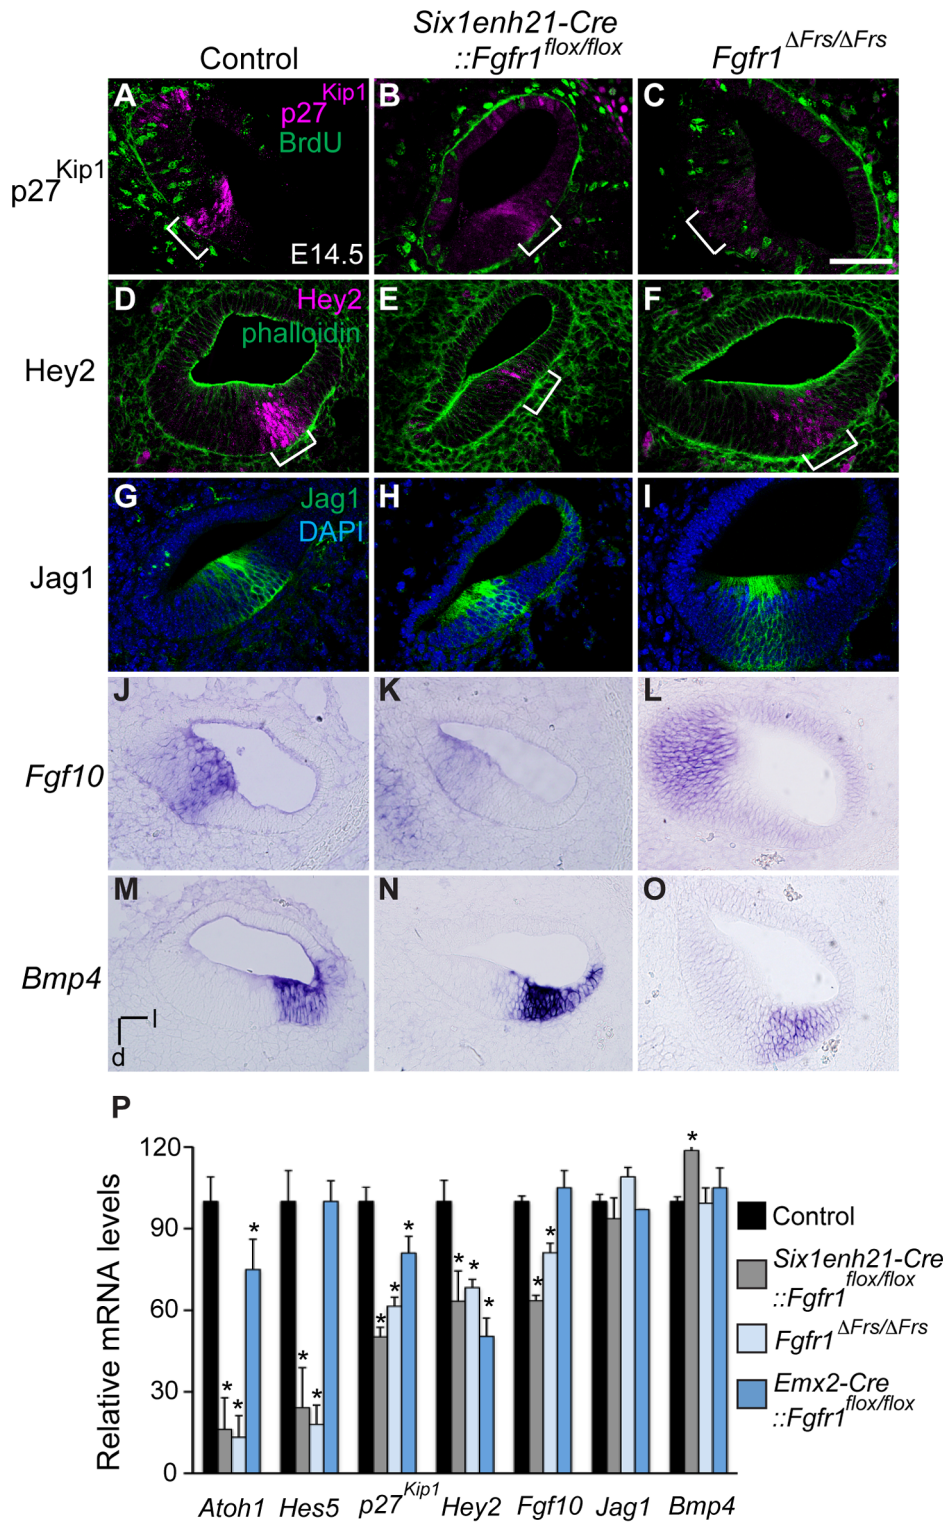 Control
Six1enh21-Cre
::Fgfr1flox/flox
Fgfr1ΔFrs/ΔFrs
p27Kip1
A
p27Kip1
BrdU
E14.5
B
C
Hey2
D
Hey2
phalloidin
E
F
Jag1
G
Jag1
DAPI
H
I
Fgf10
J
K
L
Bmp4
M
l
d
N
O
P
Relative mRNA levels
120
90
60
30
0
* * *
* *
* * *
* * *
* *
*
Atoh1 Hes5 p27Kip1 Hey2 Fgf10 Jag1 Bmp4
Control
Six1enh21-Cre
::Fgfr1flox/flox
Fgfr1ΔFrs/ΔFrs
Emx2-Cre
::Fgfr1flox/flox